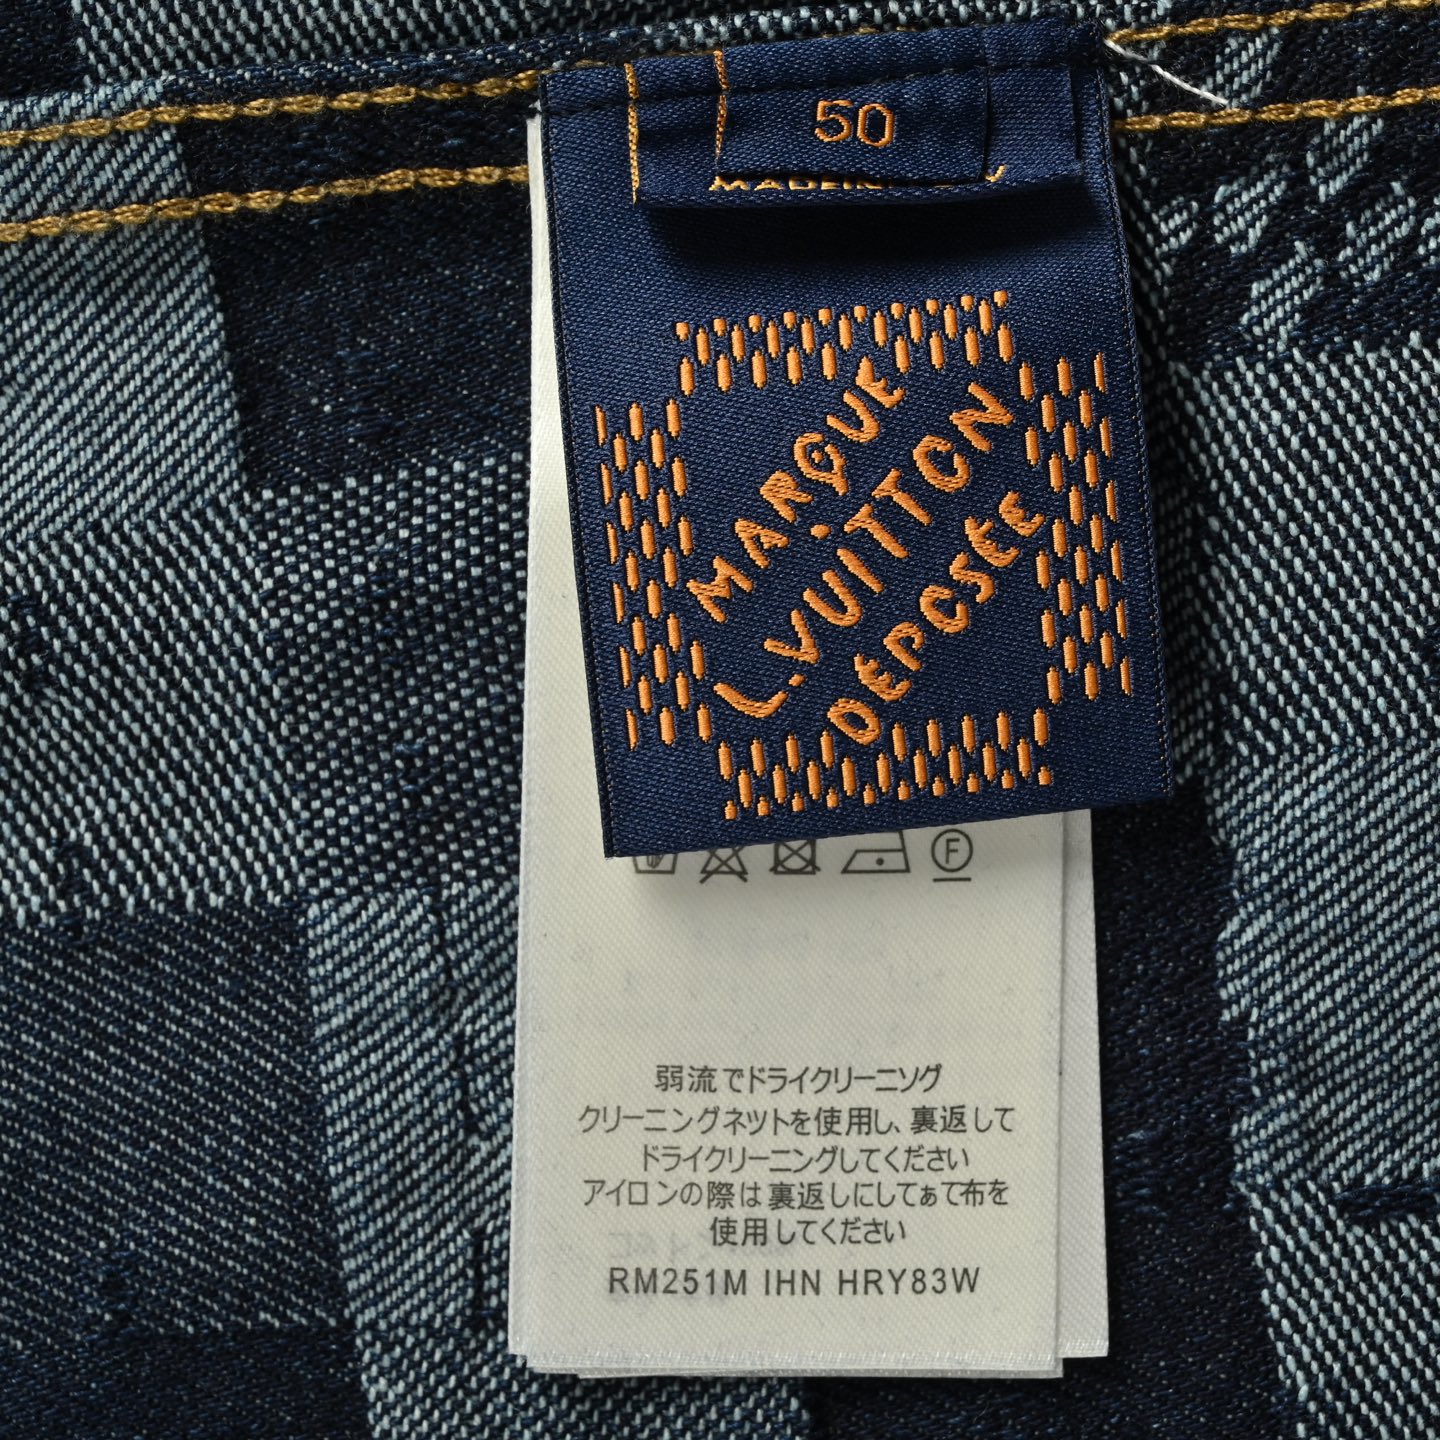 50
MARQUE
L.VUITTON
DÉPOSÉE
F
弱流でドライクリーニソグ
クリーニングネットを使用し、裏返して
ドライクリーニングしてください
アイロンの際は裏返しにしてぁて布を
使用してください
RM251M IHN HRY83W